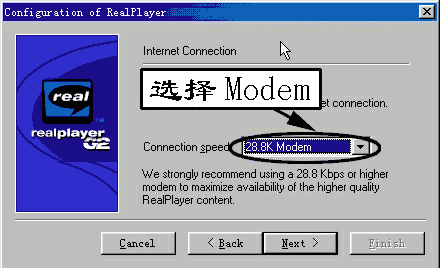 Configuration of RealPlayer
real
realplayer
G2
Internet Connection
选择 Modem
et connection.
Connection speed
28.8K Modem
We strongly recommend using a 28.8 Kbps or higher
modem to maximize availability of the higher quality
RealPlayer content.
Cancel
< Back
Next >
Finish